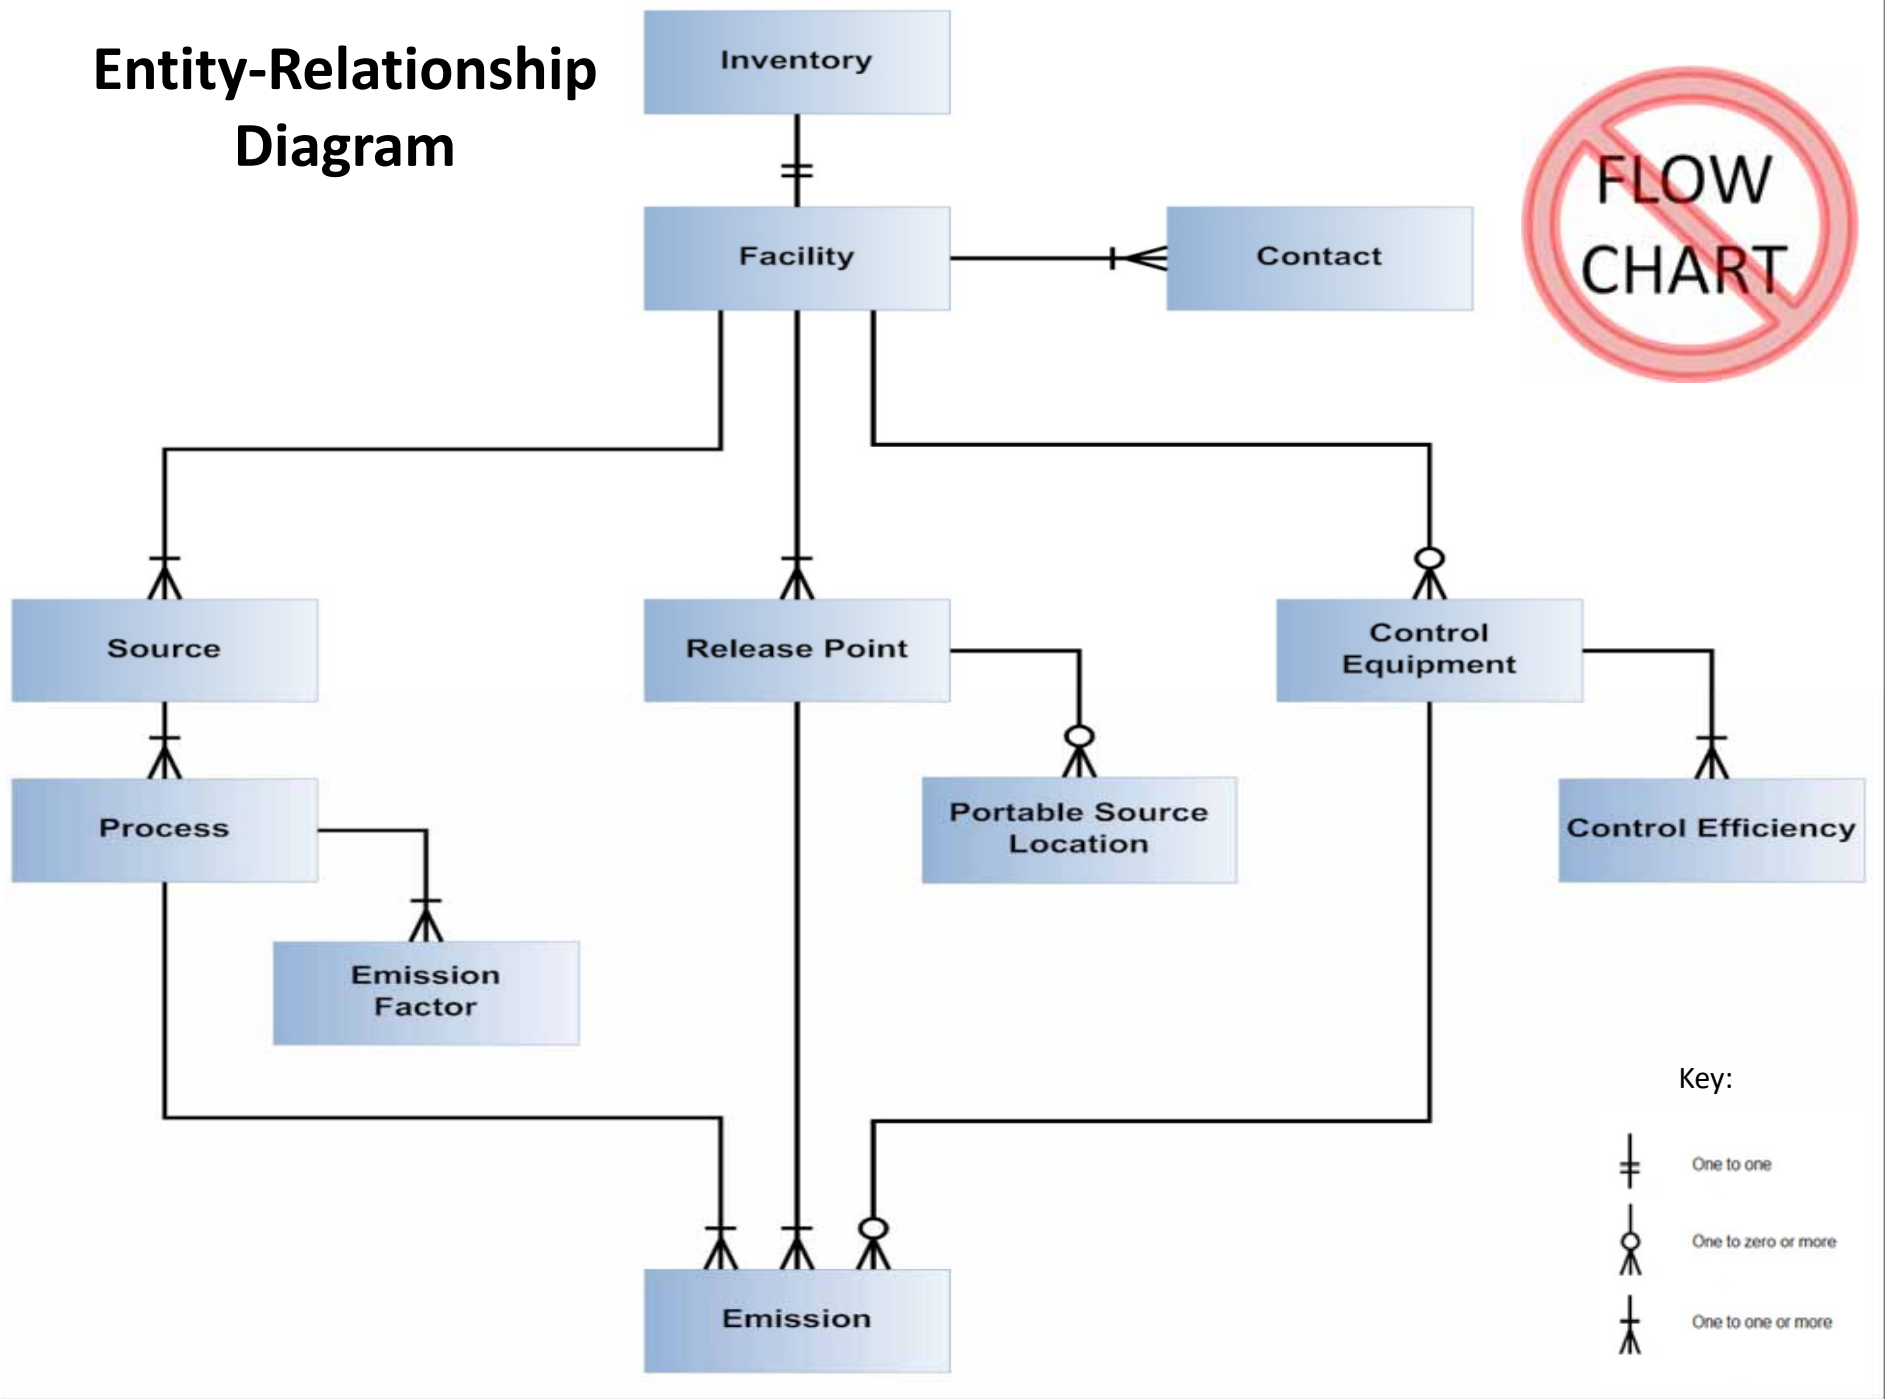 Entity-Relationship
Diagram
Inventory
FLOW
CHART
Facility
Contact
Source
Release Point
Control
Equipment
Process
Portable Source
Location
Control Efficiency
Emission
Factor
Key:
One to one
One to zero or more
One to one or more
Emission